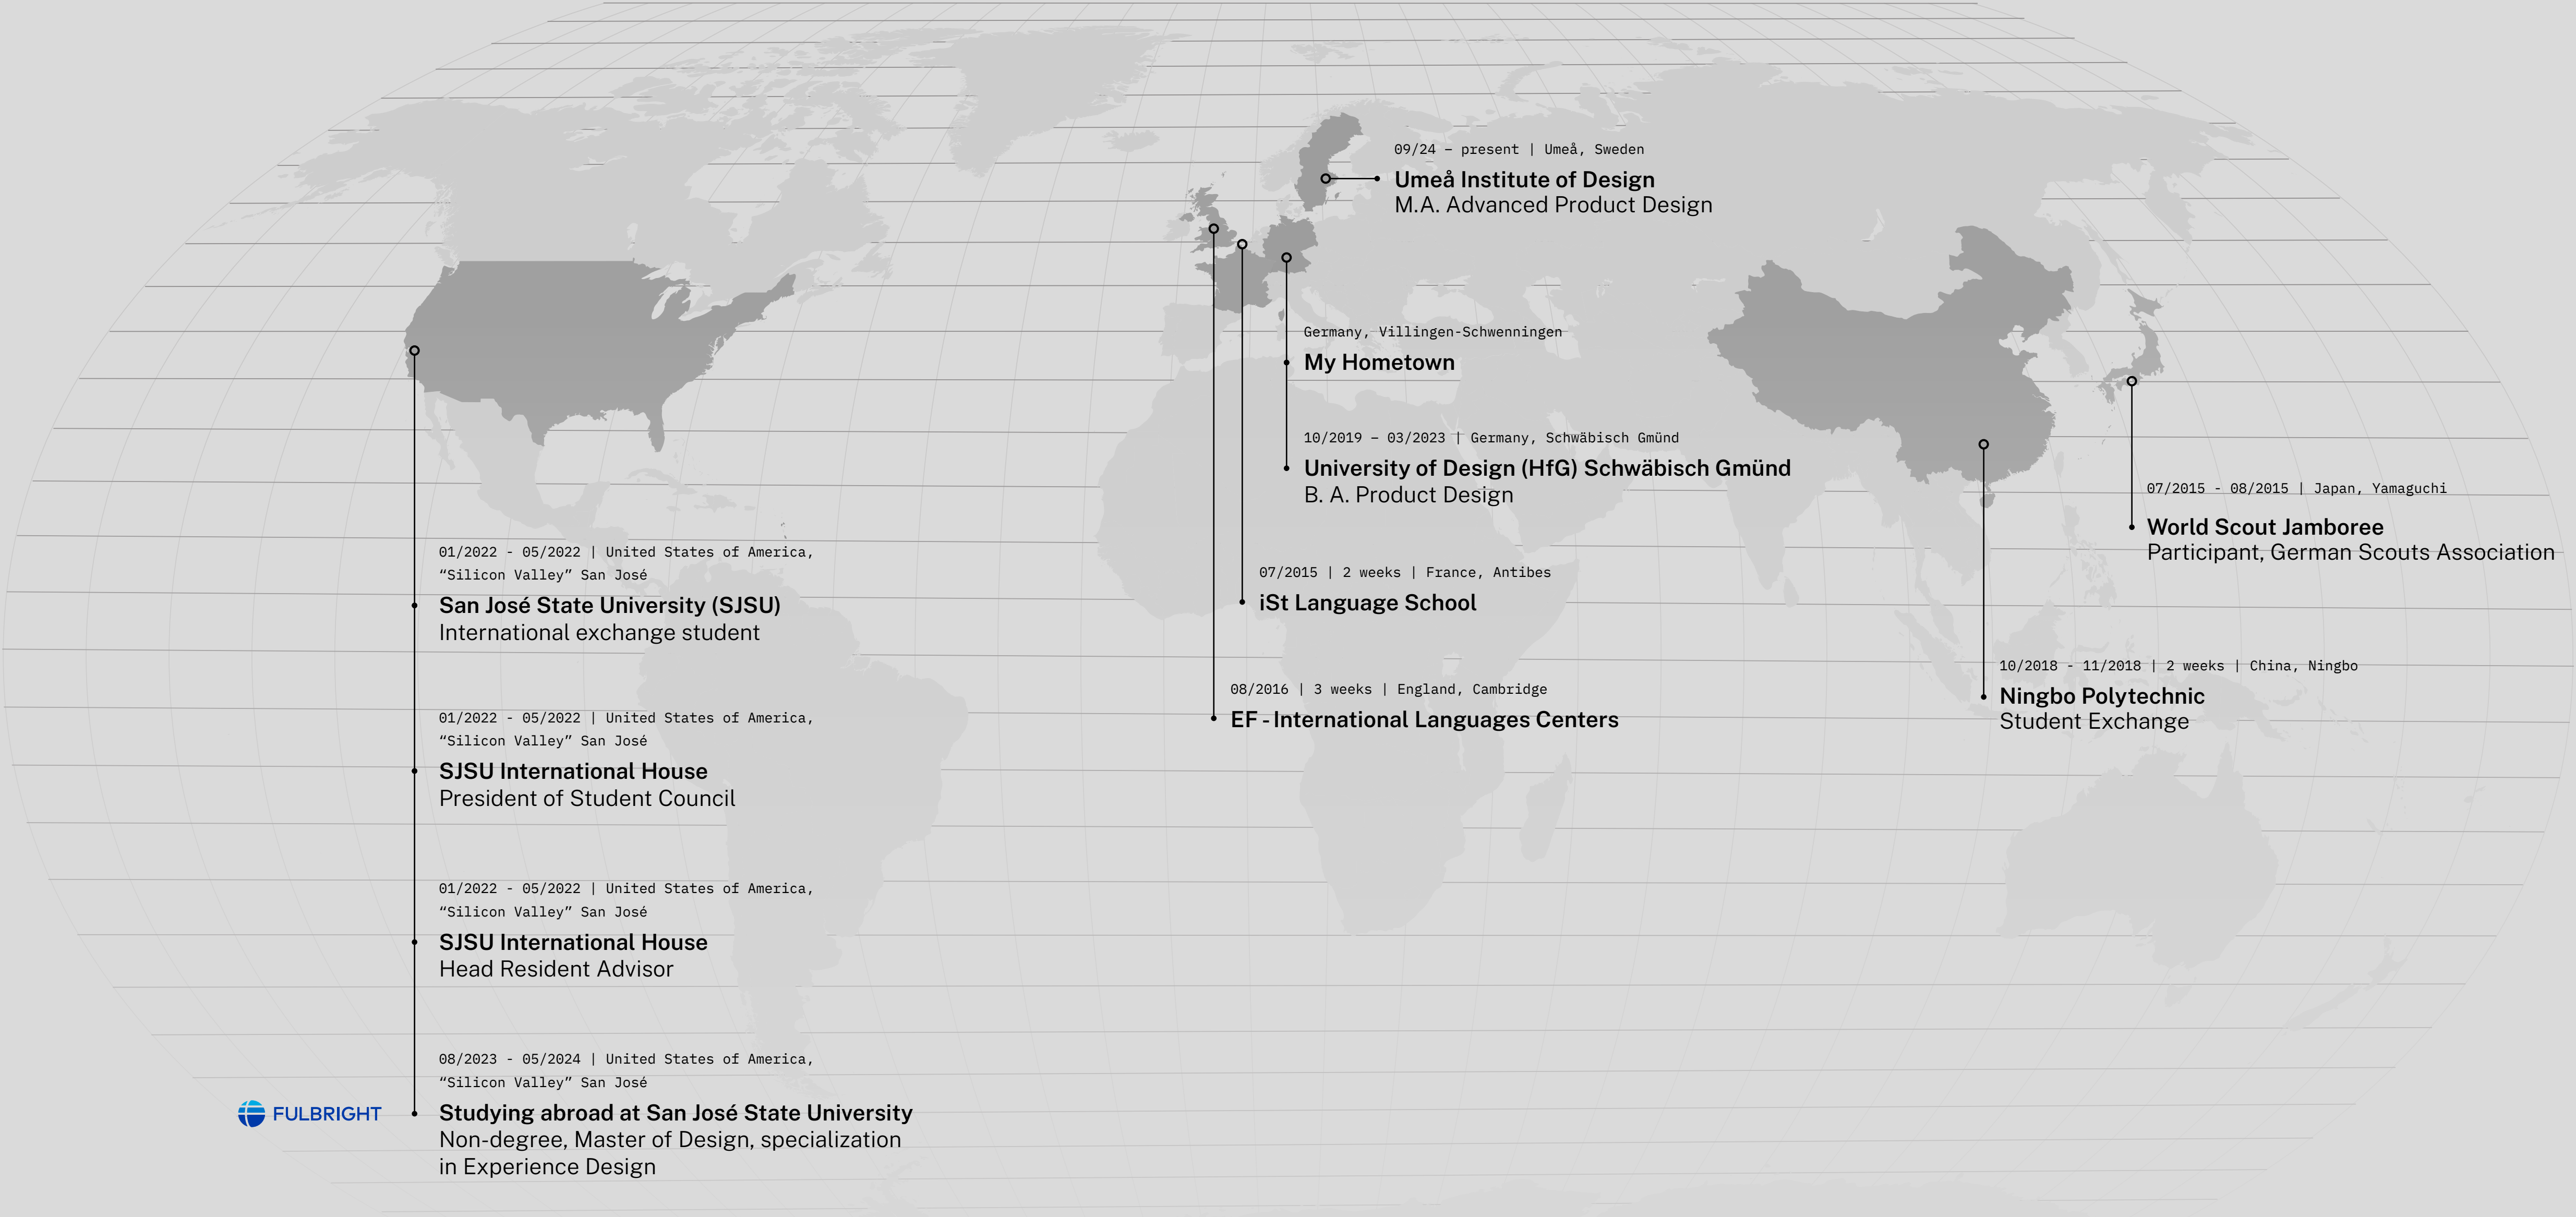 09/24 – present | Umeå, Sweden
Umeå Institute of Design
M.A. Advanced Product Design
Germany, Villingen-Schwenningen
My Hometown
10/2019 – 03/2023 | Germany, Schwäbisch Gmünd
University of Design (HfG) Schwäbisch Gmünd
B. A. Product Design
07/2015 - 08/2015 | Japan, Yamaguchi
World Scout Jamboree
Participant, German Scouts Association
01/2022 - 05/2022 | United States of America,
“Silicon Valley” San José
San José State University (SJSU)
International exchange student
07/2015 | 2 weeks | France, Antibes
iSt Language School
10/2018 - 11/2018 | 2 weeks | China, Ningbo
Ningbo Polytechnic
Student Exchange
08/2016 | 3 weeks | England, Cambridge
EF - International Languages Centers
01/2022 - 05/2022 | United States of America,
“Silicon Valley” San José
SJSU International House
President of Student Council
01/2022 - 05/2022 | United States of America,
“Silicon Valley” San José
SJSU International House
Head Resident Advisor
08/2023 - 05/2024 | United States of America,
“Silicon Valley” San José
FULBRIGHT
Studying abroad at San José State University
Non-degree, Master of Design, specialization
in Experience Design